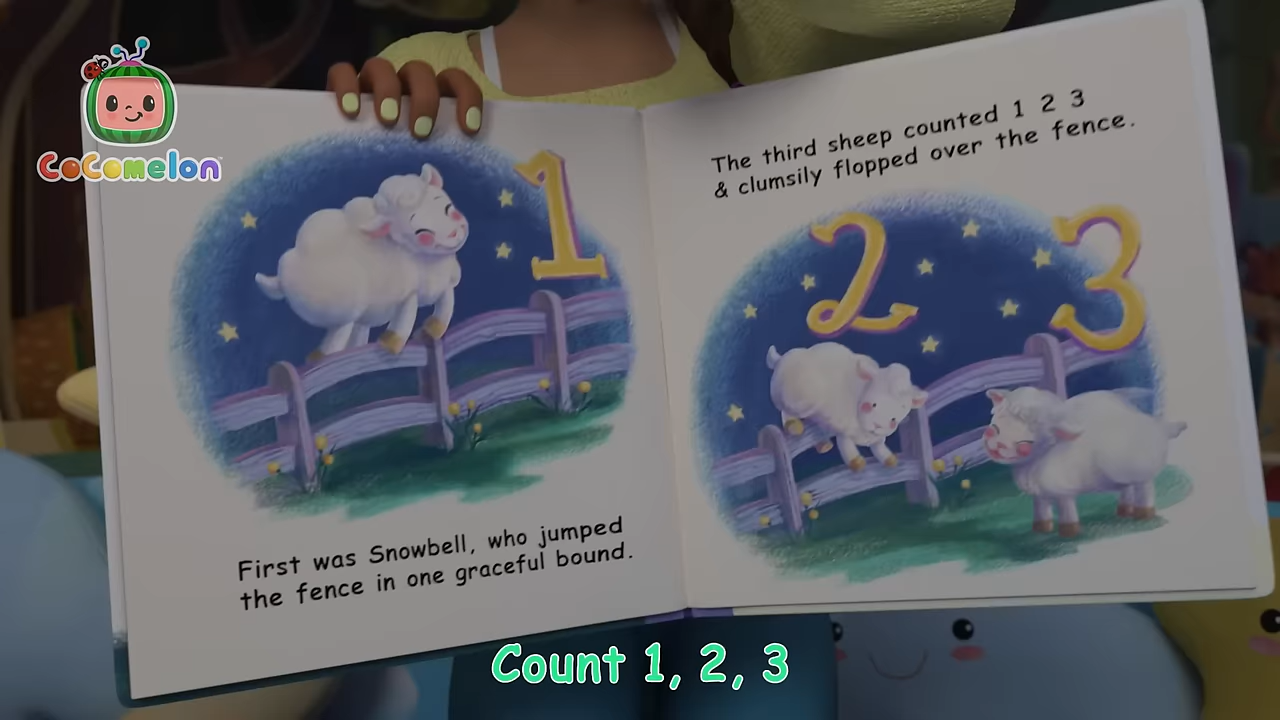 CoComelon
1
First was Snowbell, who jumped
the fence in one graceful bound.
The third sheep counted 1 2 3
& clumsily flopped over the fence.
2 3
Count 1, 2, 3